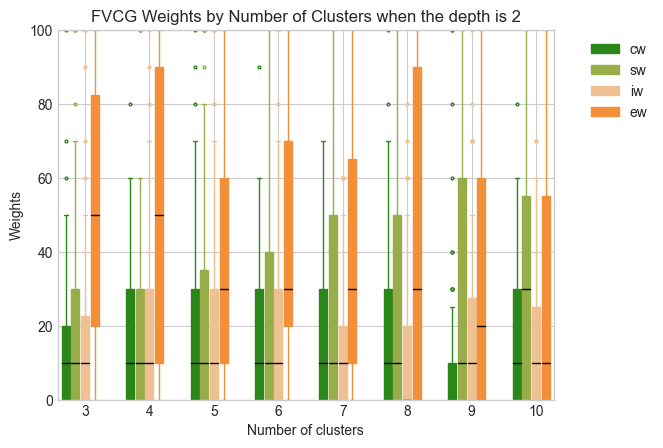 FVCG Weights by Number of Clusters when the depth is 2
100
80
60
40
20
0
Weights
3 4 5 6 7 8 9 10
Number of clusters
cw
sw
iw
ew